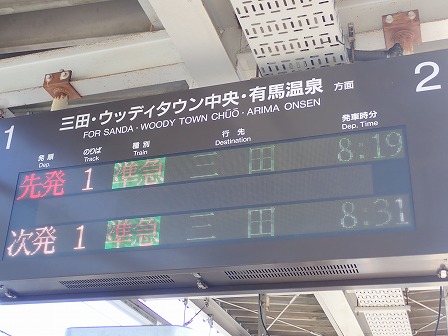 1
三田・ウッディタウン中央・有馬温泉 方面
2
FOR SANDA · WOODY TOWN CHŪŌ · ARIMA ONSEN
発順 のりば 種別 行先 発車時分
Dep. Track Train Destination Dep. Time
先発 1 準急 三田 8:19
次発 1 準急 三田 8:31